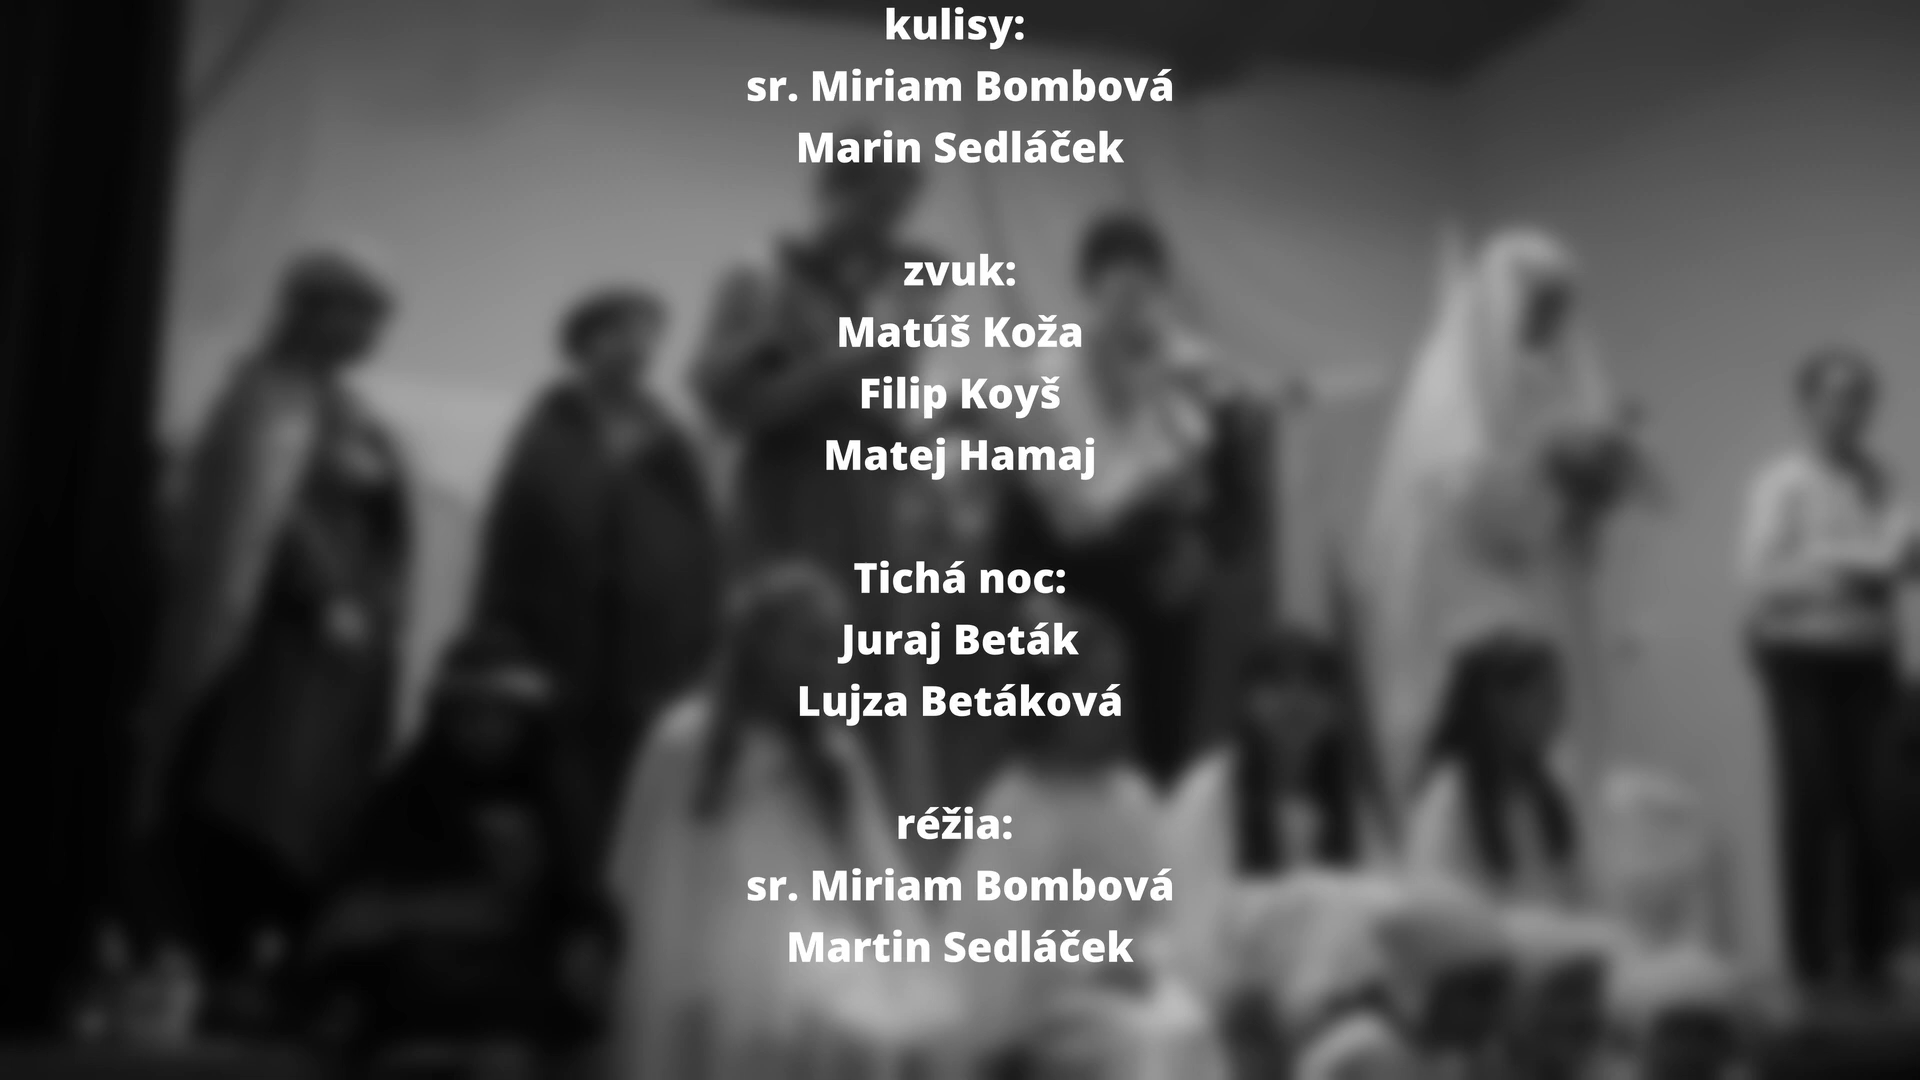 kulisy:
sr. Miriam Bombová
Marin Sedláček
zvuk:
Matúš Koža
Filip Koyš
Matej Hamaj
Tichá noc:
Juraj Beták
Lujza Betáková
réžia:
sr. Miriam Bombová
Martin Sedláček